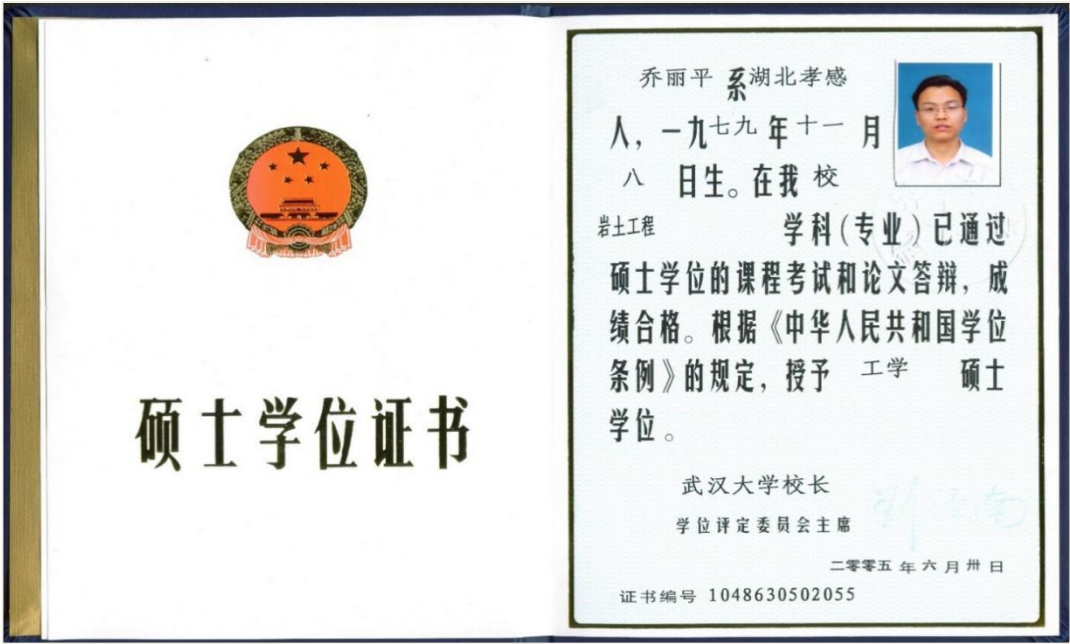 硕士学位证书
乔丽平 系湖北孝感
人，一九七九年十一月
八 日生。在我 校
岩土工程 学科(专业)已通过
硕士学位的课程考试和论文答辩，成
绩合格。根据《中华人民共和国学位
条例》的规定，授予 工学 硕士
学位。
武汉大学校长
学位评定委员会主席
二零零五年六月卅日
证书编号 1048630502055